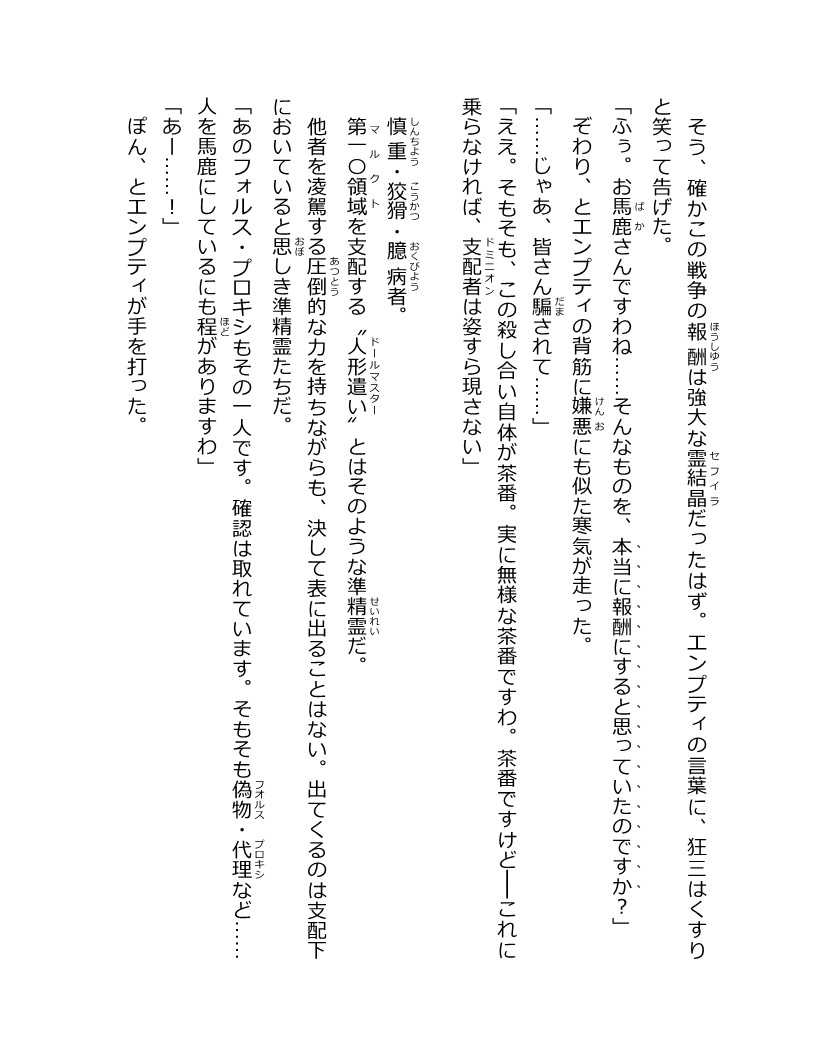 そう、確かこの戦争の報酬は強大な霊結晶だったはず。エンプティの言葉に、狂三はくすり
と笑って告げた。
「ふぅ。お馬鹿さんですわね……そんなものを、本当に報酬にすると思っていたのですか？」
ぞわり、とエンプティの背筋に嫌悪にも似た寒気が走った。
「……じゃあ、皆さん騙されて……」
「ええ。そもそも、この殺し合い自体が茶番。実に無様な茶番ですわ。茶番ですけど──これに
乗らなければ、支配者は姿すら現さない」
慎重・狡猾・臆病者。
第一〇領域を支配する〝人形遣い〟とはそのような準精霊だ。
他者を凌駕する圧倒的な力を持ちながらも、決して表に出ることはない。出てくるのは支配下
においていると思しき準精霊たちだ。
「あのフォルス・プロキシもその一人です。確認は取れています。そもそも偽物・代理など……
人を馬鹿にしているにも程がありますわ」
「あー……！」
ぽん、とエンプティが手を打った。